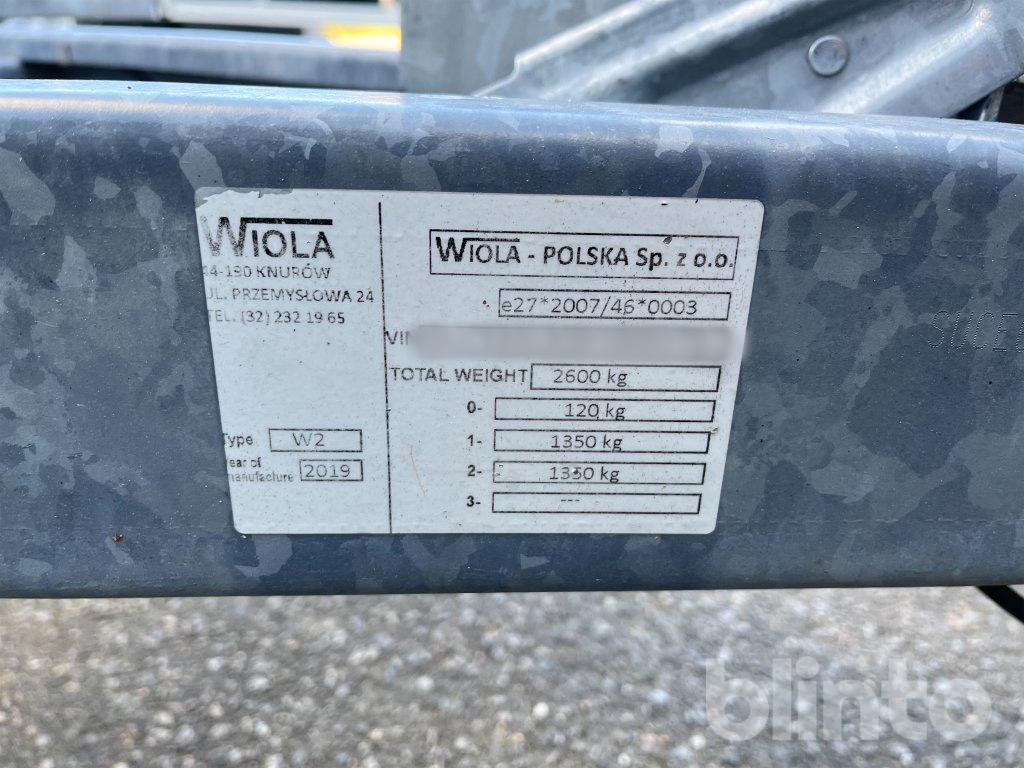 WIOLA
44-190 KNURÓW
UL. PRZEMYSŁOWA 24
TEL. (32) 232 19 65
Type W2
Year of
manufacture 2019
WIOLA - POLSKA Sp. z o.o.
e27*2007/46*0003
VIN
TOTAL WEIGHT 2600 kg
0- 120 kg
1- 1350 kg
2- 1350 kg
3- ---
blinto